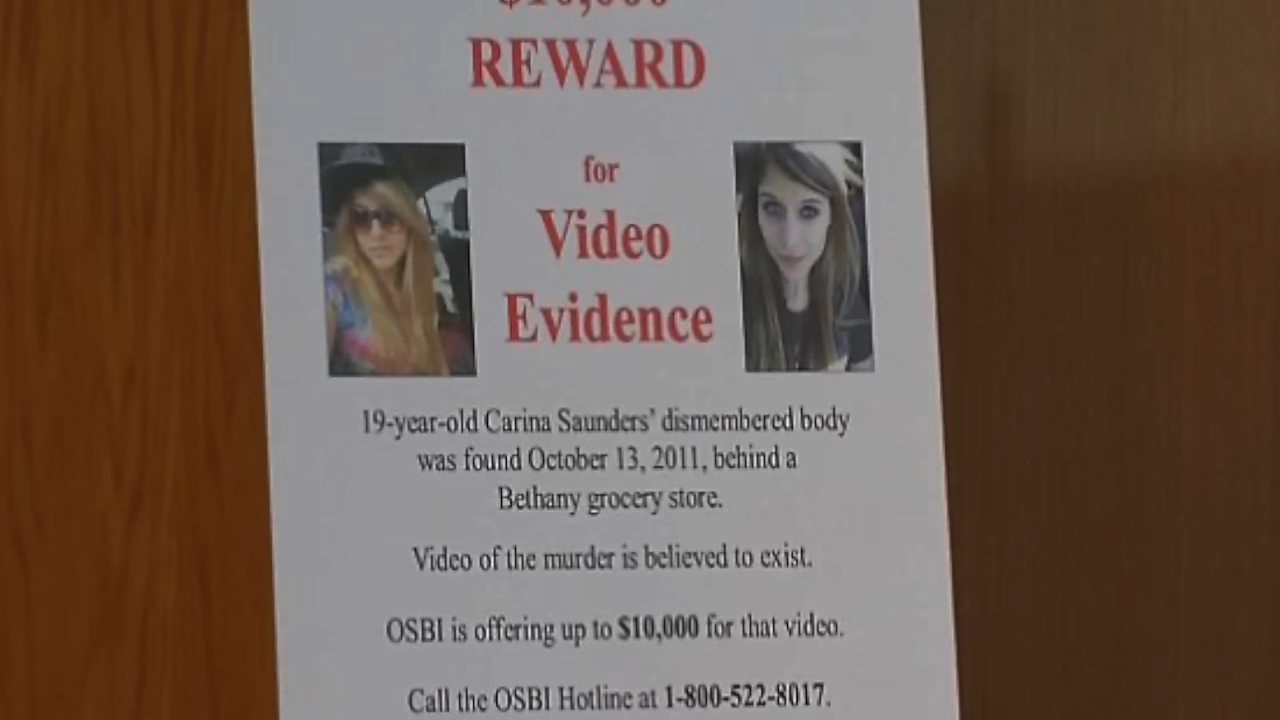 $10,000
REWARD
for
Video
Evidence
19-year-old Carina Saunders' dismembered body
was found October 13, 2011, behind a
Bethany grocery store.
Video of the murder is believed to exist.
OSBI is offering up to $10,000 for that video.
Call the OSBI Hotline at 1-800-522-8017.